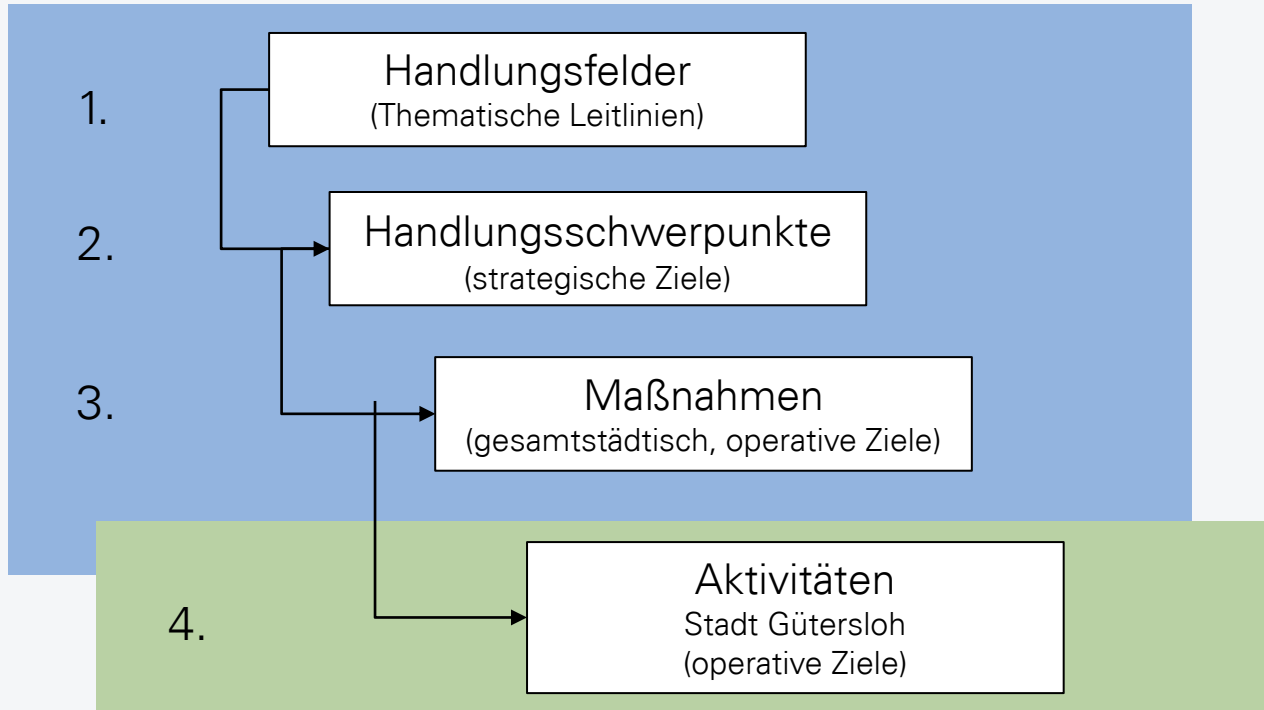 1.
Handlungsfelder
(Thematische Leitlinien)
2.
Handlungsschwerpunkte
(strategische Ziele)
3.
Maßnahmen
(gesamtstädtisch, operative Ziele)
4.
Aktivitäten
Stadt Gütersloh
(operative Ziele)